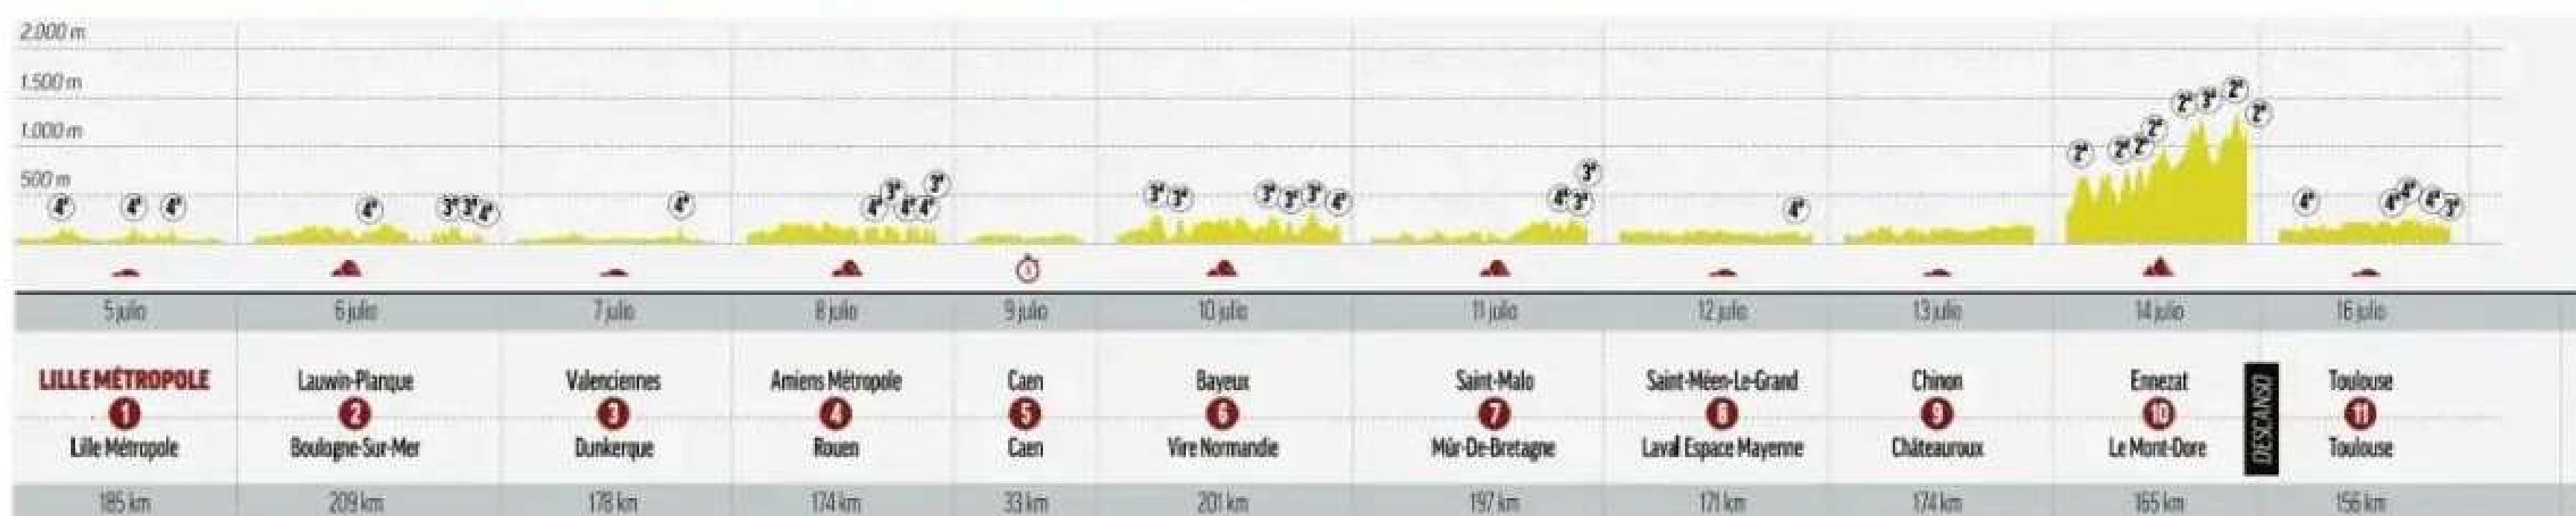 2.000 m
1.500 m
1.000 m
500 m
4ª 4ª 4ª
4ª 3ª 3ª 4ª
4ª
4ª 3ª 4ª 4ª 3ª
3ª 3ª 3ª 3ª 3ª 4ª
4ª 3ª 3ª
4ª
2ª 2ª 2ª 2ª 2ª 3ª 2ª 2ª
4ª 4ª 4ª 4ª 3ª
5 julio 6 julio 7 julio 8 julio 9 julio 10 julio 11 julio 12 julio 13 julio 14 julio 16 julio
LILLE MÉTROPOLE Lauwin-Planque Valenciennes Amiens Métropole Caen Bayeux Saint-Malo Saint-Méen-Le-Grand Chinon Ennezat Toulouse
1 2 3 4 5 6 7 8 9 10 DESCANSO 11
Lille Métropole Boulogne-Sur-Mer Dunkerque Rouen Caen Vire Normandie Mûr-De-Bretagne Laval Espace Mayenne Châteauroux Le Mont-Dore Toulouse
185 km 209 km 178 km 174 km 33 km 201 km 197 km 171 km 174 km 165 km 156 km